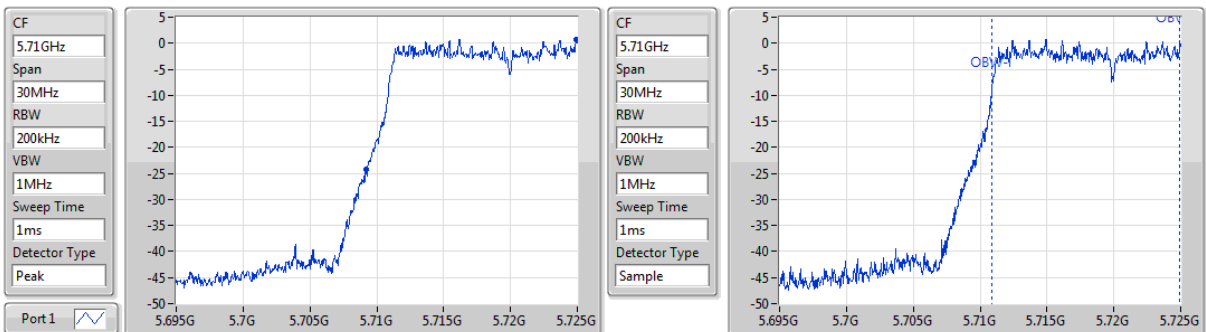 CF
5.71GHz
Span
30MHz
RBW
200kHz
VBW
1MHz
Sweep Time
1ms
Detector Type
Peak
Port 1
5-
0-
-5-
-10-
-15-
-20-
-25-
-30-
-35-
-40-
-45-
-50-
5.695G 5.7G 5.705G 5.71G 5.715G 5.72G 5.725G
CF
5.71GHz
Span
30MHz
RBW
200kHz
VBW
1MHz
Sweep Time
1ms
Detector Type
Sample
5-
0-
-5-
-10-
-15-
-20-
-25-
-30-
-35-
-40-
-45-
-50-
5.695G 5.7G 5.705G 5.71G 5.715G 5.72G 5.725G